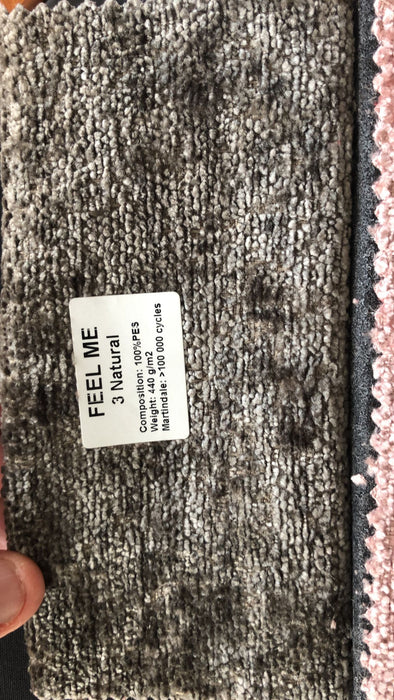 FEEL ME
3 Natural
Composition: 100%PES
Weight: 440 g/m2
Martindale: >100 000 cycles